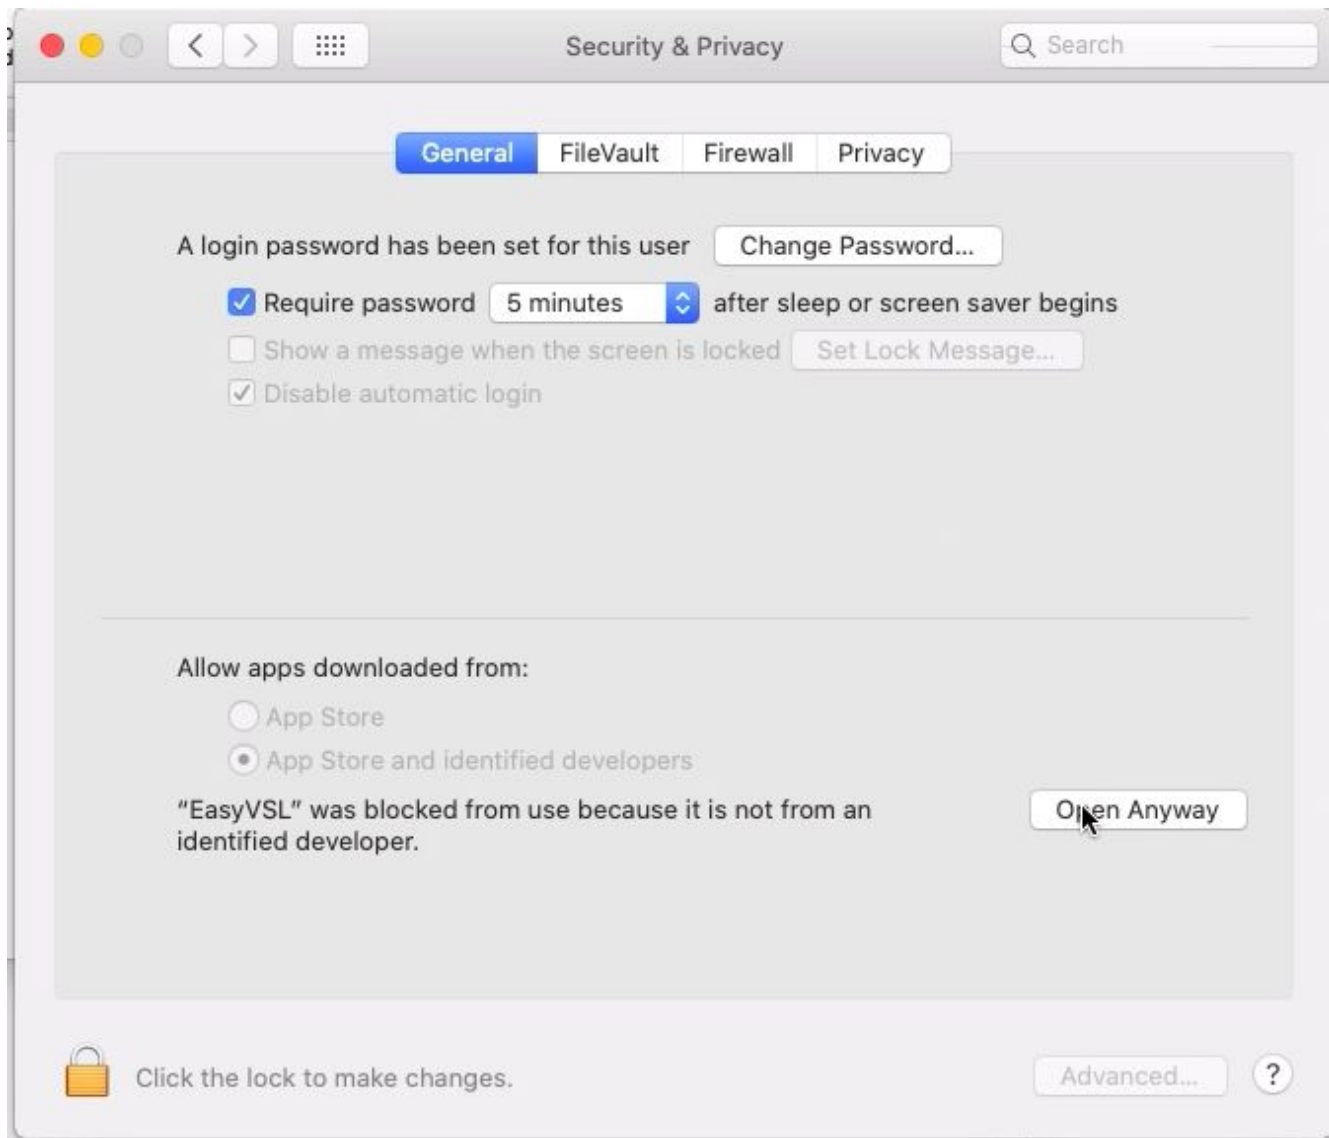 Security & Privacy
Search
General FileVault Firewall Privacy
A login password has been set for this user Change Password...
Require password 5 minutes after sleep or screen saver begins
Show a message when the screen is locked Set Lock Message...
Disable automatic login
Allow apps downloaded from:
App Store
App Store and identified developers
“EasyVSL” was blocked from use because it is not from an
identified developer.
Open Anyway
Click the lock to make changes.
Advanced...
?